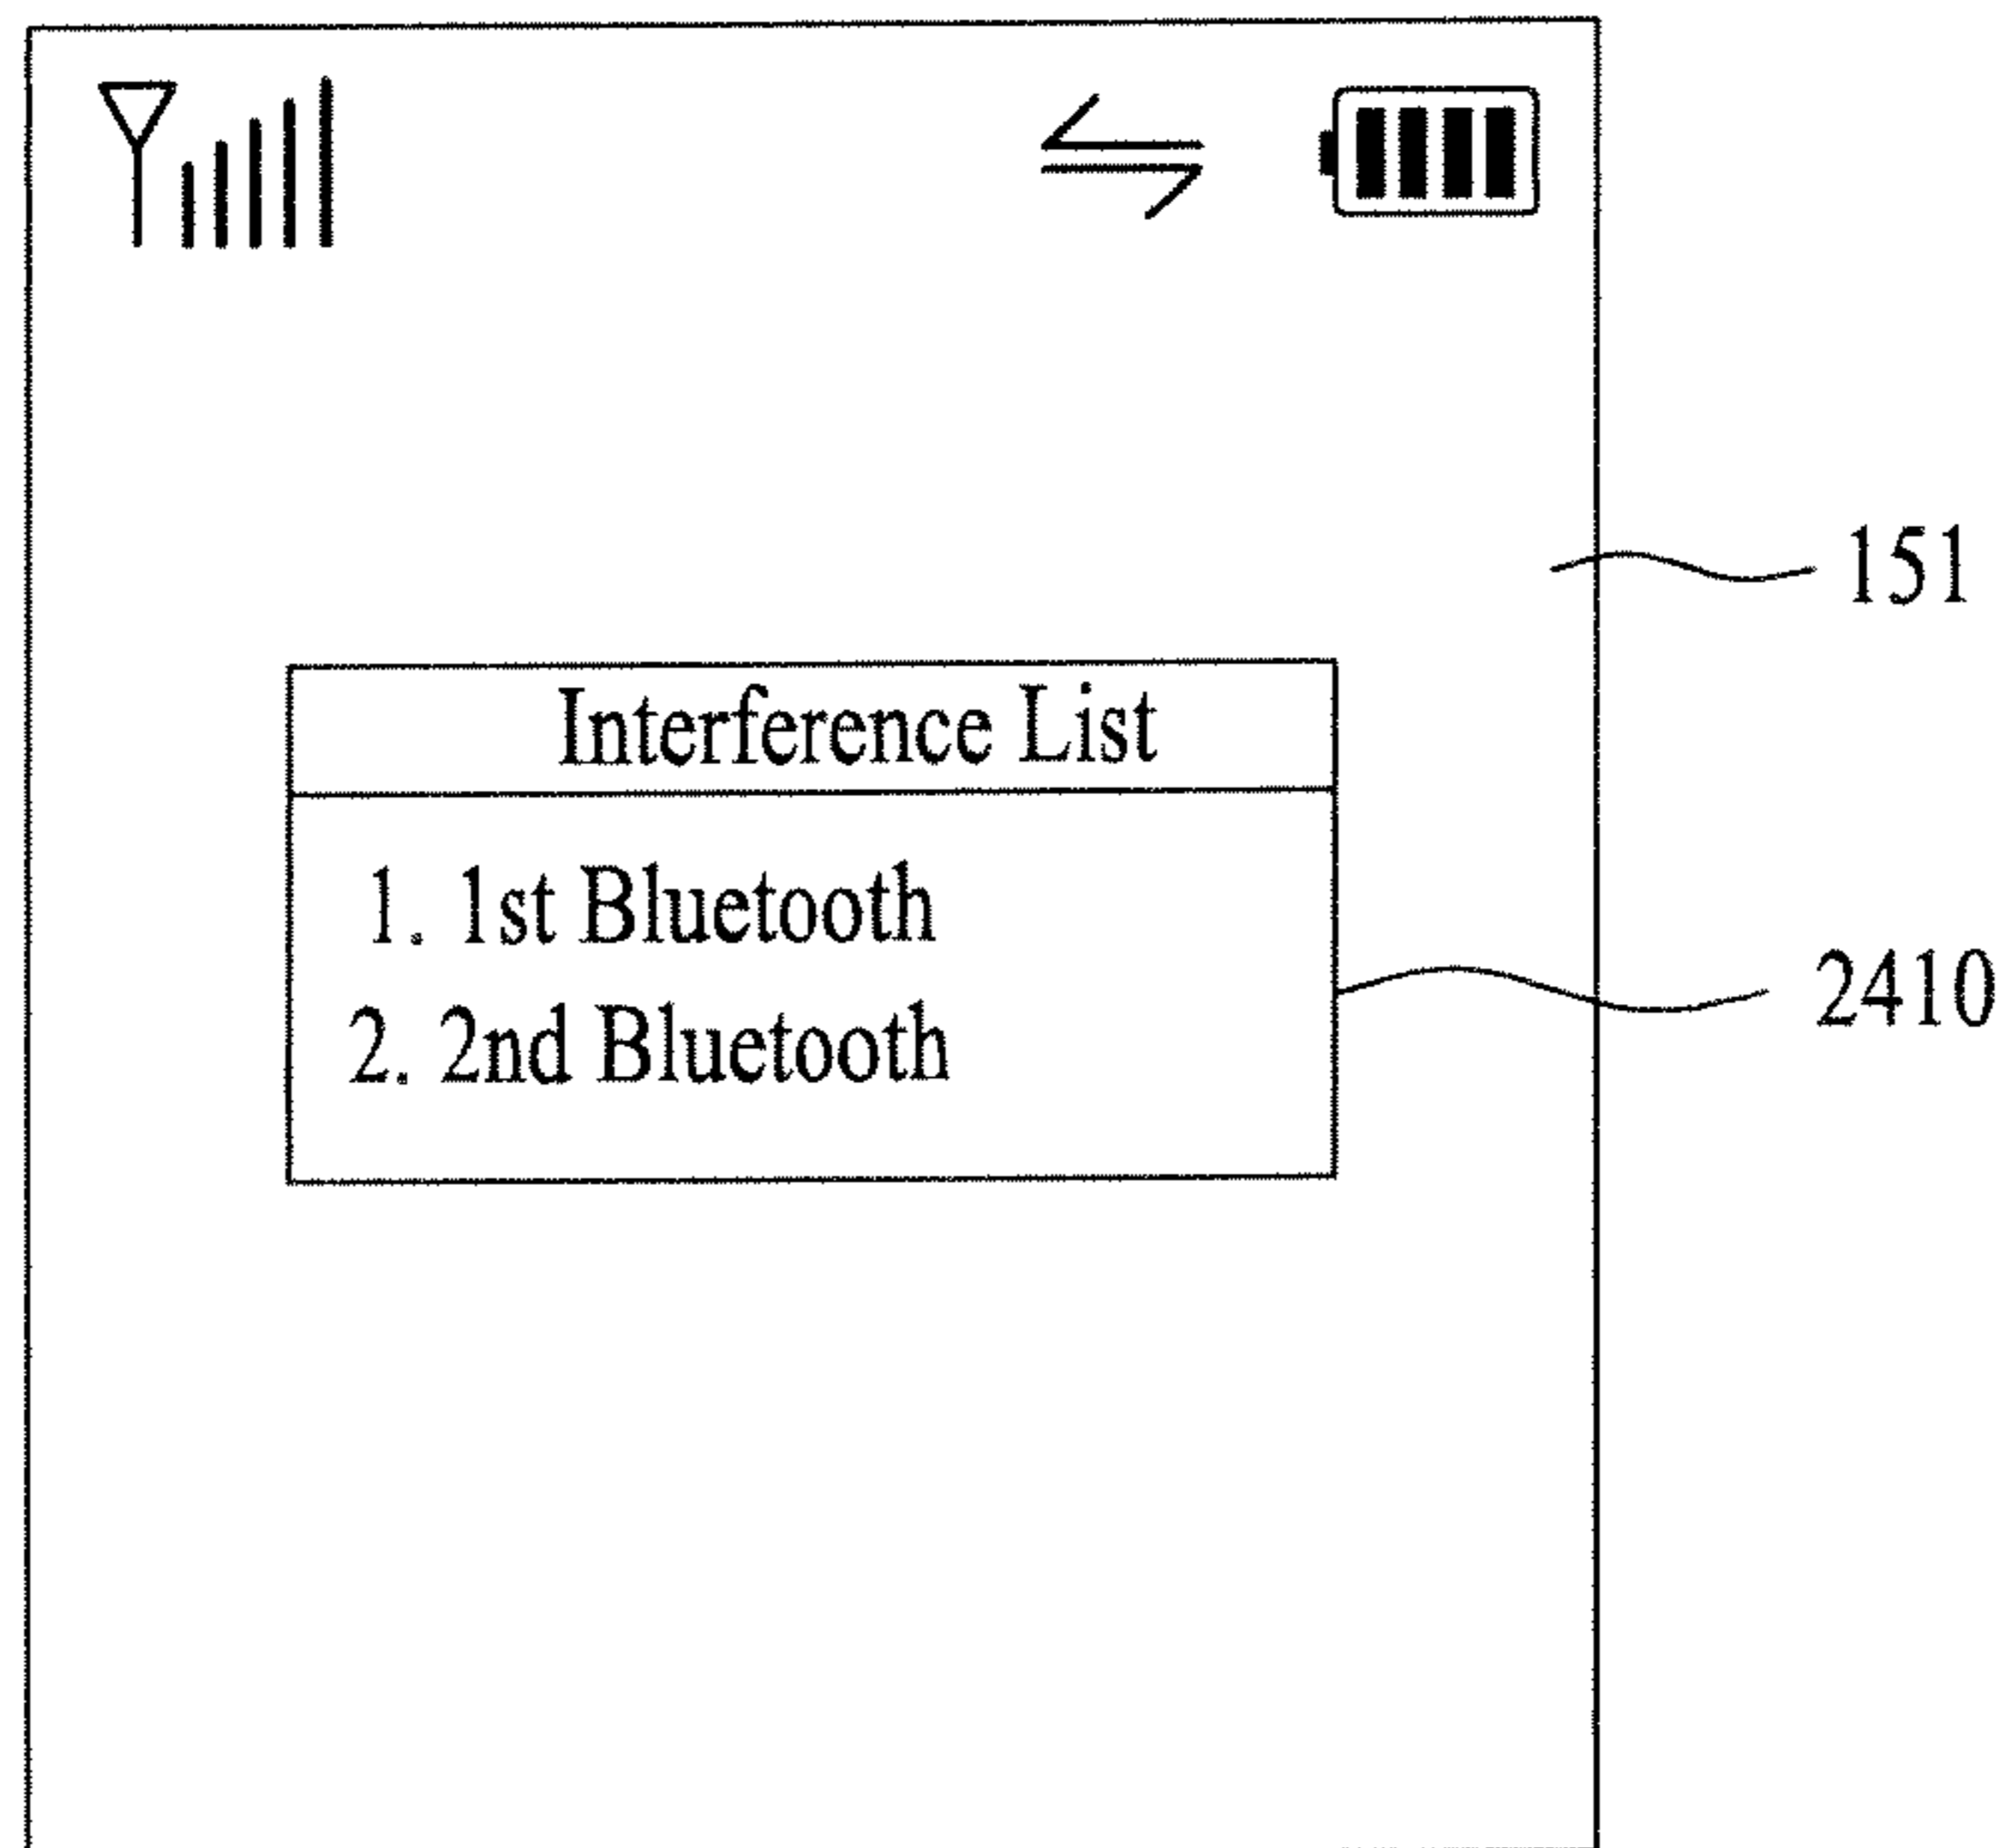 151
Interference List
1. 1st Bluetooth
2. 2nd Bluetooth
2410